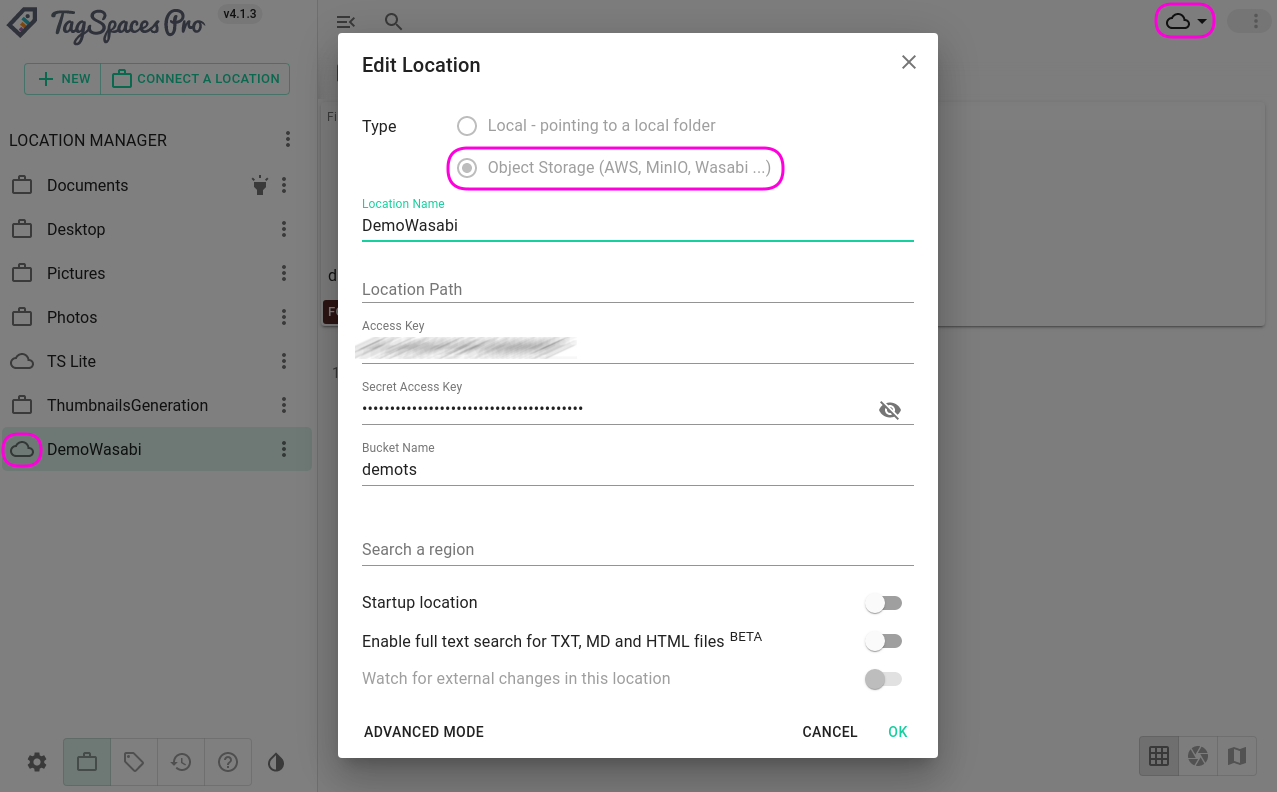 TagSpaces Pro
v4.1.3
NEW
CONNECT A LOCATION
LOCATION MANAGER
Documents
Desktop
Pictures
Photos
TS Lite
ThumbnailsGeneration
DemoWasabi
Edit Location
Type
Local - pointing to a local folder
Object Storage (AWS, MinIO, Wasabi ...)
Location Name
DemoWasabi
Location Path
Access Key
Secret Access Key
••••••••••••••••••••••••••••••••••••••••
Bucket Name
demots
Search a region
Startup location
Enable full text search for TXT, MD and HTML files BETA
Watch for external changes in this location
ADVANCED MODE
CANCEL
OK